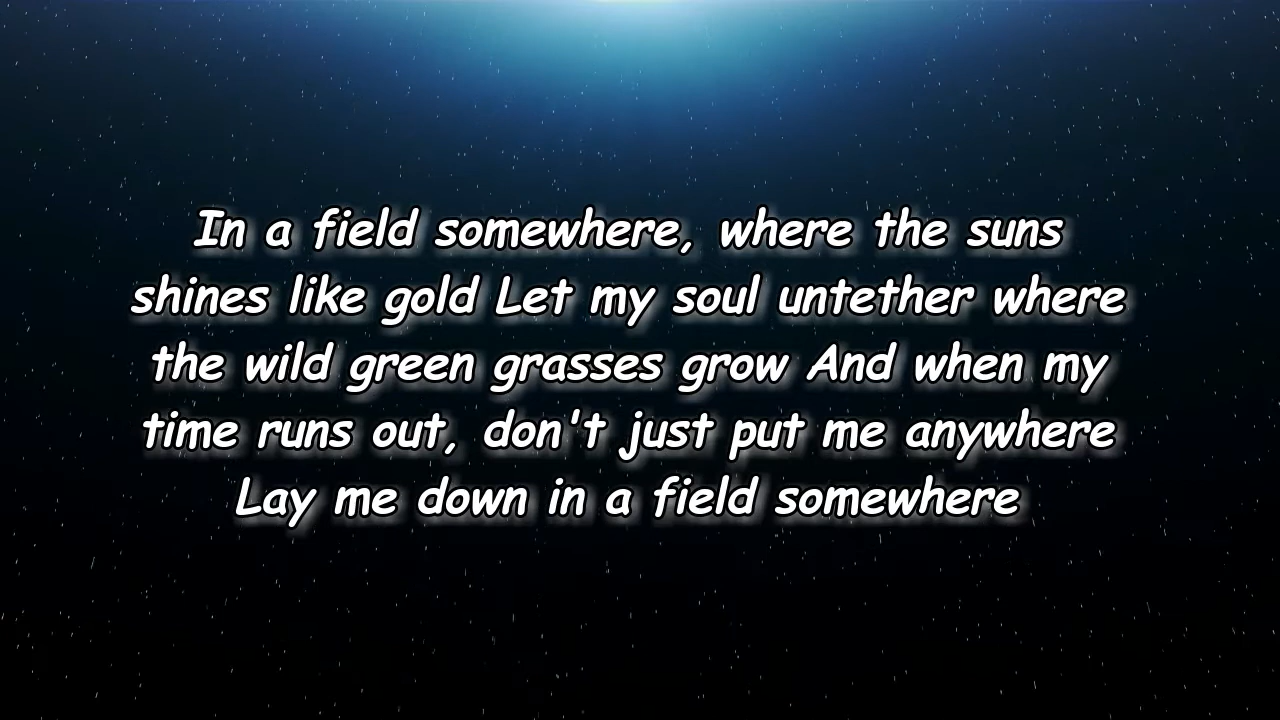 In a field somewhere, where the suns
shines like gold Let my soul untether where
the wild green grasses grow And when my
time runs out, don't just put me anywhere
Lay me down in a field somewhere